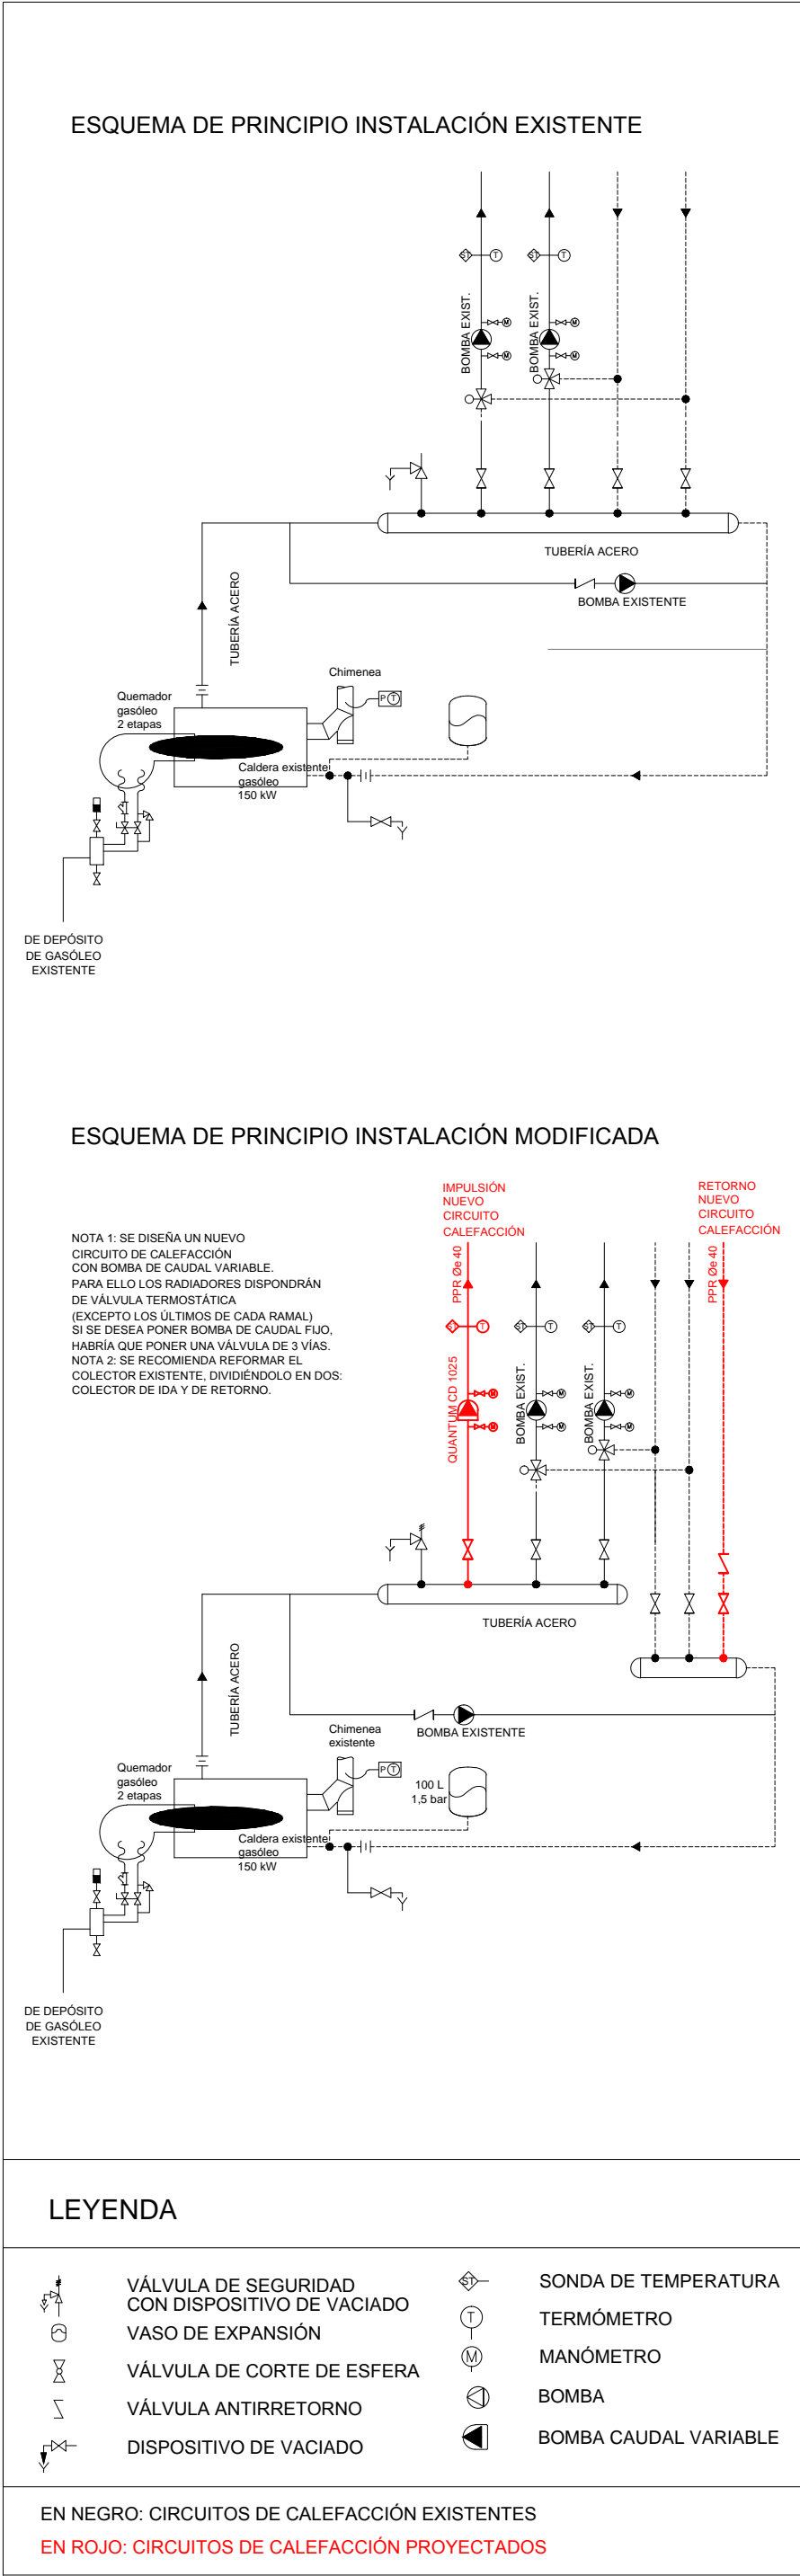 ESQUEMA DE PRINCIPIO INSTALACIÓN EXISTENTE
ST
T
ST
T
BOMBA EXIST.
M
M
BOMBA EXIST.
M
M
TUBERÍA ACERO
TUBERÍA ACERO
BOMBA EXISTENTE
Chimenea
P T
Quemador
gasóleo
2 etapas
Caldera existente
gasóleo
150 kW
DE DEPÓSITO
DE GASÓLEO
EXISTENTE
ESQUEMA DE PRINCIPIO INSTALACIÓN MODIFICADA
IMPULSIÓN
NUEVO
CIRCUITO
CALEFACCIÓN
RETORNO
NUEVO
CIRCUITO
CALEFACCIÓN
NOTA 1: SE DISEÑA UN NUEVO
CIRCUITO DE CALEFACCIÓN
CON BOMBA DE CAUDAL VARIABLE.
PARA ELLO LOS RADIADORES DISPONDRÁN
DE VÁLVULA TERMOSTÁTICA
(EXCEPTO LOS ÚLTIMOS DE CADA RAMAL)
SI SE DESEA PONER BOMBA DE CAUDAL FIJO,
HABRÍA QUE PONER UNA VÁLVULA DE 3 VÍAS.
NOTA 2: SE RECOMIENDA REFORMAR EL
COLECTOR EXISTENTE, DIVIDIÉNDOLO EN DOS:
COLECTOR DE IDA Y DE RETORNO.
PPR Øe 40
PPR Øe 40
ST
T
ST
T
ST
T
QUANTUM CD 1025
M
M
BOMBA EXIST.
M
M
BOMBA EXIST.
M
M
TUBERÍA ACERO
TUBERÍA ACERO
BOMBA EXISTENTE
Chimenea
existente
P T
100 L
1,5 bar
Quemador
gasóleo
2 etapas
Caldera existente
gasóleo
150 kW
DE DEPÓSITO
DE GASÓLEO
EXISTENTE
LEYENDA
VÁLVULA DE SEGURIDAD
CON DISPOSITIVO DE VACIADO
VASO DE EXPANSIÓN
VÁLVULA DE CORTE DE ESFERA
VÁLVULA ANTIRRETORNO
DISPOSITIVO DE VACIADO
ST
SONDA DE TEMPERATURA
T
TERMÓMETRO
M
MANÓMETRO
BOMBA
BOMBA CAUDAL VARIABLE
EN NEGRO: CIRCUITOS DE CALEFACCIÓN EXISTENTES
EN ROJO: CIRCUITOS DE CALEFACCIÓN PROYECTADOS